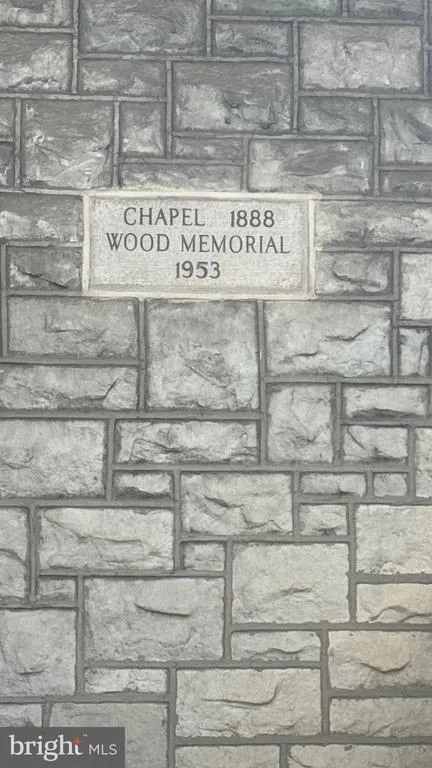 CHAPEL 1888
WOOD MEMORIAL
1953
bright MLS